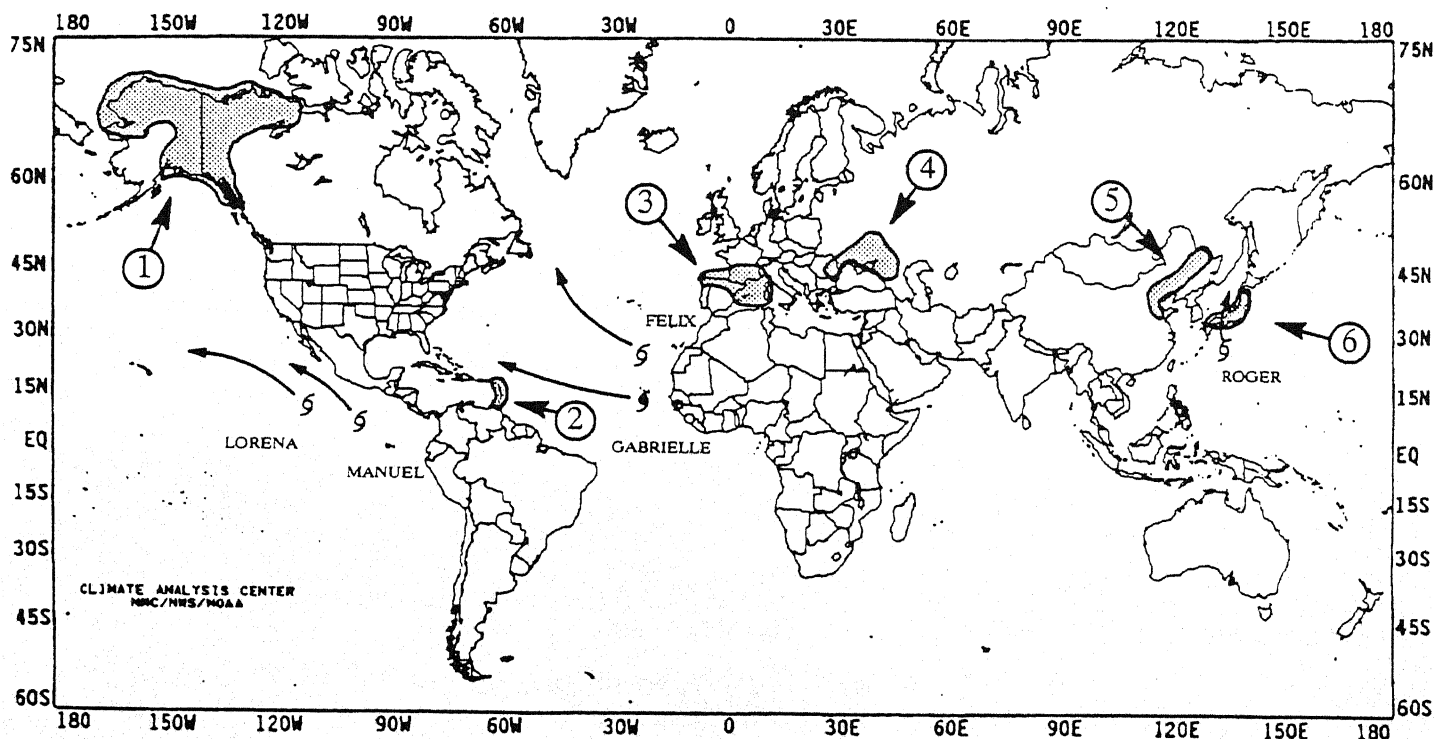 180 150W 120W 90W 60W 30W 0 30E 60E 90E 120E 150E 180
75N 75N
60N 60N
45N 45N
30N 30N
15N 15N
EQ EQ
15S 15S
30S 30S
45S 45S
60S 60S
1
2
3
4
5
6
FELIX
ROGER
LORENA
MANUEL
GABRIELLE
CLIMATE ANALYSIS CENTER
NMC/NWS/NOAA
180 150W 120W 90W 60W 30W 0 30E 60E 90E 120E 150E 180